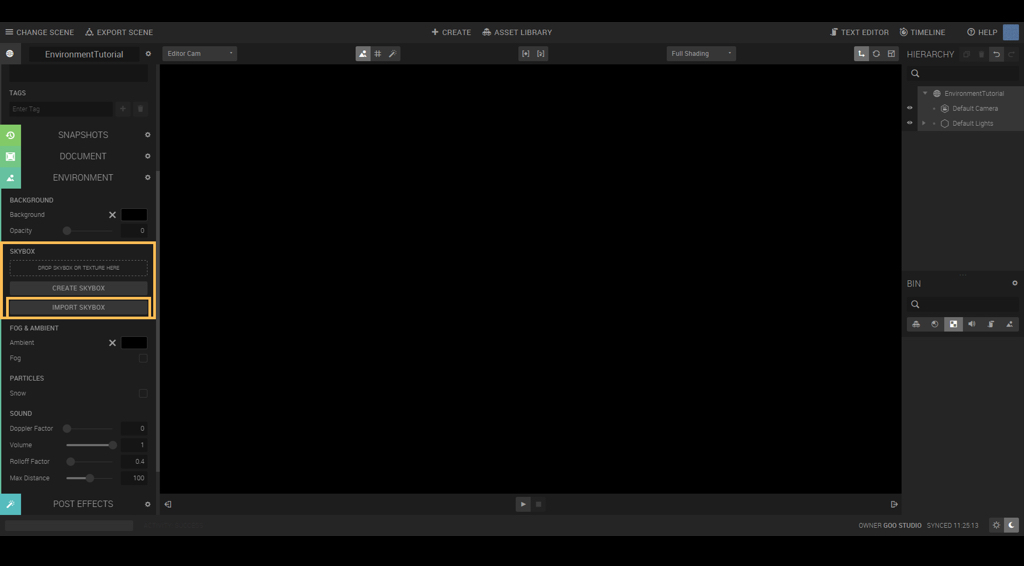 CHANGE SCENE EXPORT SCENE CREATE ASSET LIBRARY TEXT EDITOR TIMELINE HELP
EnvironmentTutorial Editor Cam Full Shading HIERARCHY
TAGS
Enter Tag
SNAPSHOTS
DOCUMENT
ENVIRONMENT
BACKGROUND
Background
Opacity 0
SKYBOX
DROP SKYBOX OR TEXTURE HERE
CREATE SKYBOX
IMPORT SKYBOX
FOG & AMBIENT
Ambient
Fog
PARTICLES
Snow
SOUND
Doppler Factor 0
Volume 1
Rolloff Factor 0.4
Max Distance 100
POST EFFECTS
EnvironmentTutorial
Default Camera
Default Lights
BIN
OWNER GOO STUDIO SYNCED 11:25:13